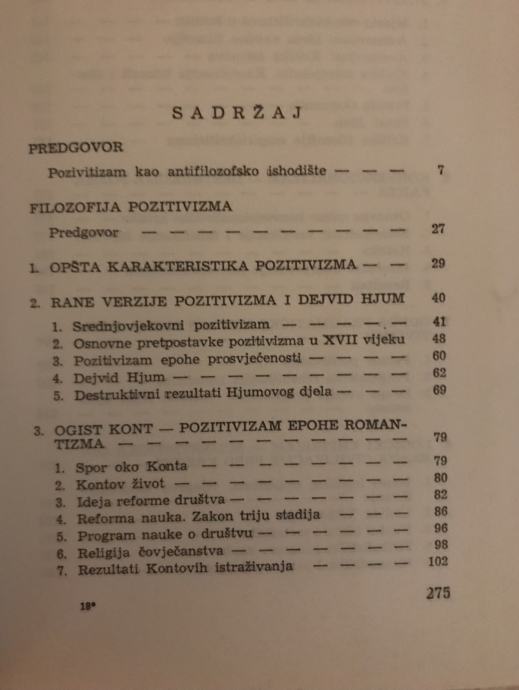 SADRŽAJ
PREDGOVOR
Pozivitizam kao antifilozofsko ishodište — — — 7
FILOZOFIJA POZITIVIZMA
Predgovor — — — — — — — — — — 27
1. OPŠTA KARAKTERISTIKA POZITIVIZMA — — 29
2. RANE VERZIJE POZITIVIZMA I DEJVID HJUM 40
1. Srednjovjekovni pozitivizam — — — — — 41
2. Osnovne pretpostavke pozitivizma u XVII vijeku 48
3. Pozitivizam epohe prosvjećenosti — — — — 60
4. Dejvid Hjum — — — — — — — — — 62
5. Destruktivni rezultati Hjumovog djela — — — 69
3. OGIST KONT — POZITIVIZAM EPOHE ROMAN-
TIZMA — — — — — — — — — — — 79
1. Spor oko Konta — — — — — — — — 79
2. Kontov život — — — — — — — — — 80
3. Ideja reforme društva — — — — — — — 82
4. Reforma nauka. Zakon triju stadija — — — 86
5. Program nauke o društvu — — — — — — 96
6. Religija čovječanstva — — — — — — — 98
7. Rezultati Kontovih istraživanja — — — — 102
18* 275